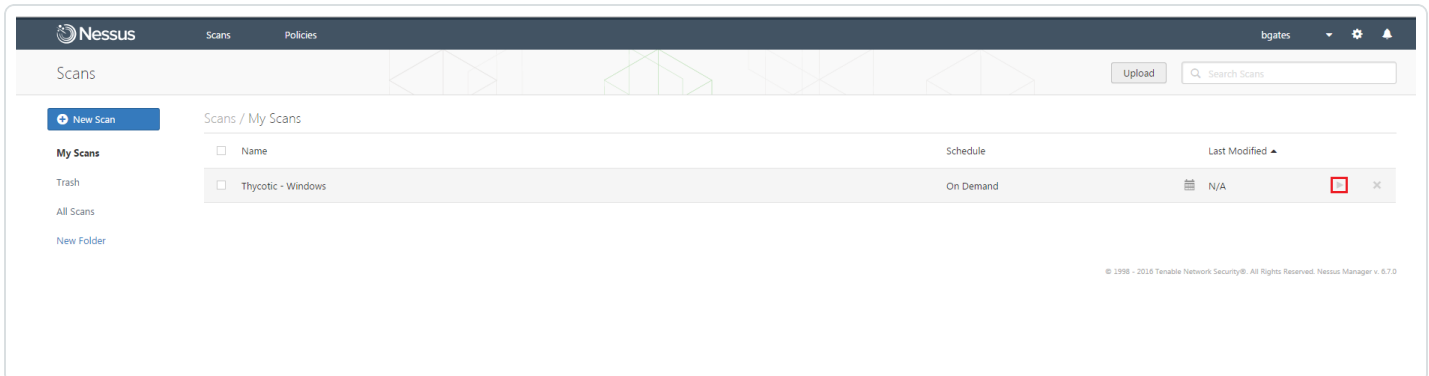 Nessus Scans Policies bgates
Scans Upload Search Scans
New Scan Scans / My Scans
My Scans Name Schedule Last Modified
Trash Thycotic - Windows On Demand N/A
All Scans
New Folder
© 1998 - 2016 Tenable Network Security®. All Rights Reserved. Nessus Manager v. 6.7.0